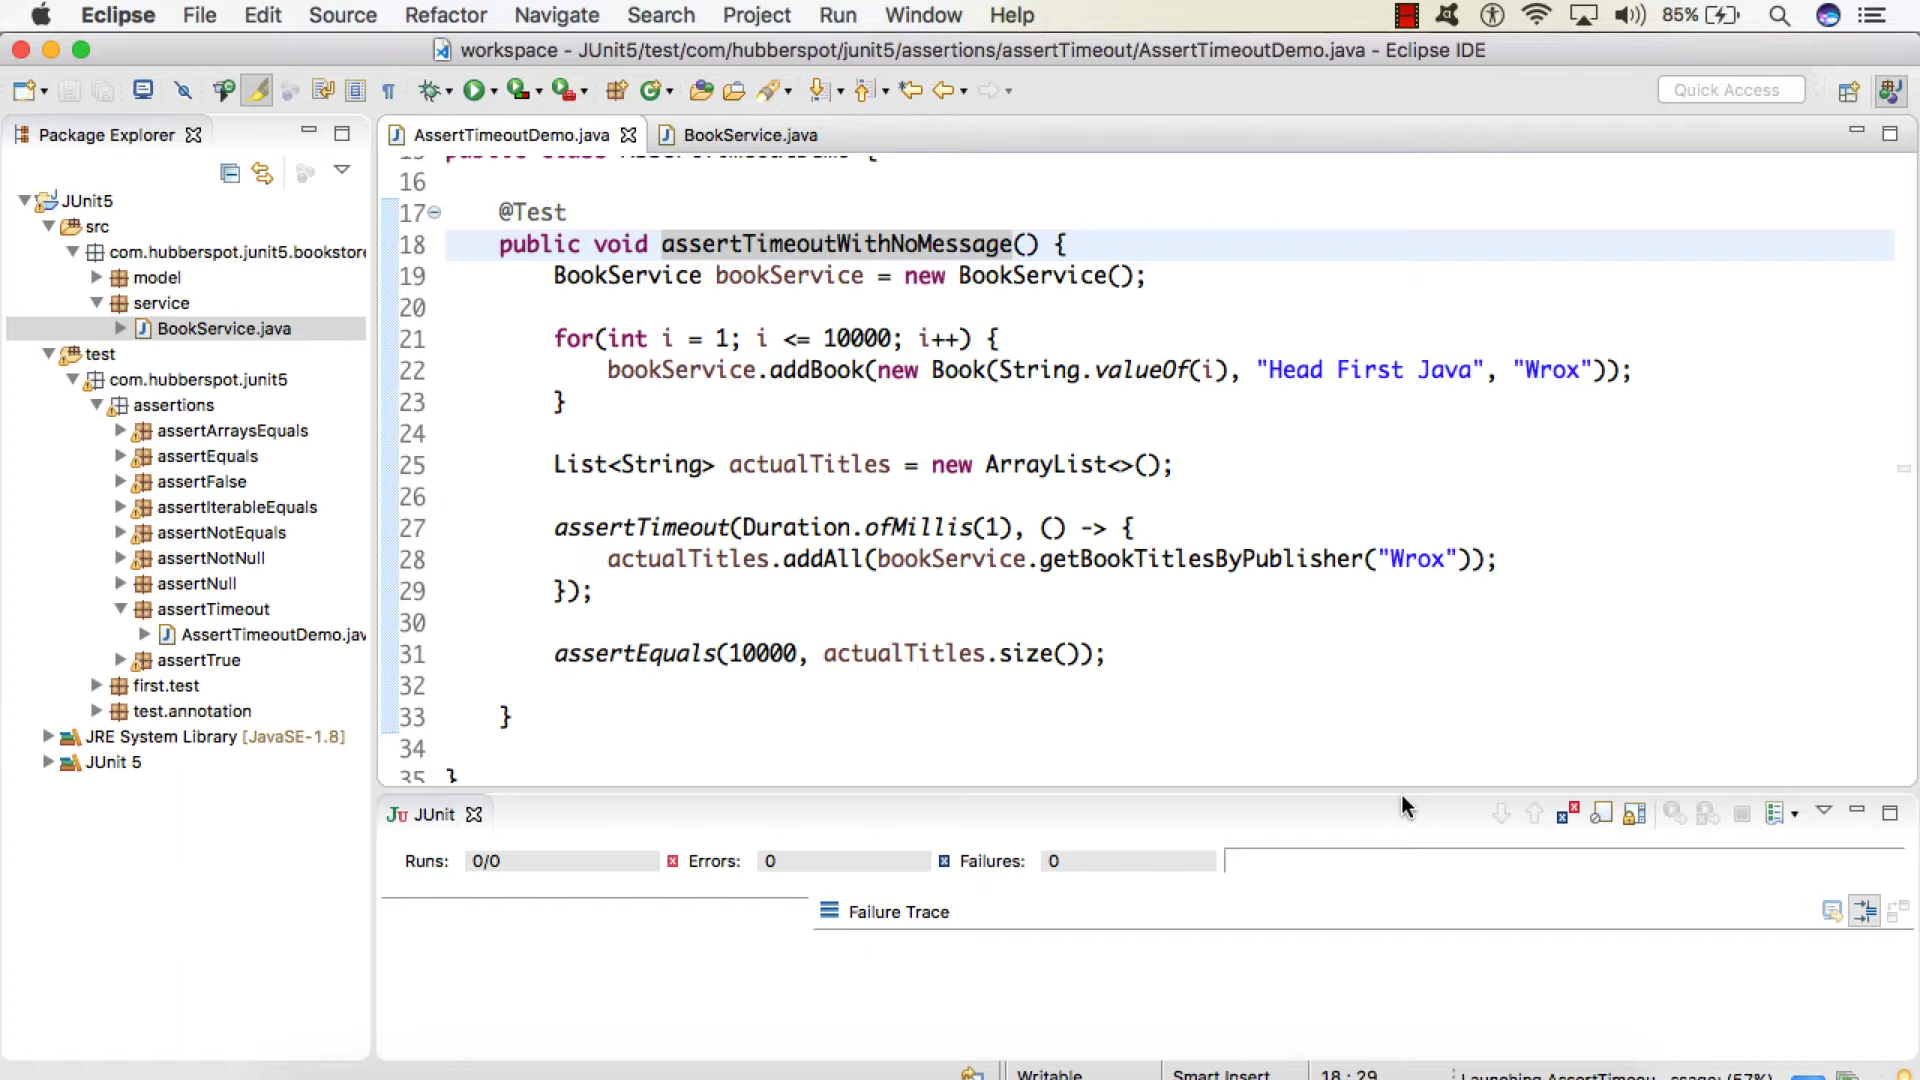 Eclipse File Edit Source Refactor Navigate Search Project Run Window Help 85%
workspace - JUnit5/test/com/hubberspot/junit5/assertions/assertTimeout/AssertTimeoutDemo.java - Eclipse IDE
Quick Access
Package Explorer
AssertTimeoutDemo.java
BookService.java
JUnit5
src
com.hubberspot.junit5.bookstore
model
service
BookService.java
test
com.hubberspot.junit5
assertions
assertArraysEquals
assertEquals
assertFalse
assertIterableEquals
assertNotEquals
assertNotNull
assertNull
assertTimeout
AssertTimeoutDemo.jav
assertTrue
first.test
test.annotation
JRE System Library [JavaSE-1.8]
JUnit 5
16
17 @Test
18 public void assertTimeoutWithNoMessage() {
19 BookService bookService = new BookService();
20
21 for(int i = 1; i <= 10000; i++) {
22 bookService.addBook(new Book(String.valueOf(i), "Head First Java", "Wrox"));
23 }
24
25 List<String> actualTitles = new ArrayList<>();
26
27 assertTimeout(Duration.ofMillis(1), () -> {
28 actualTitles.addAll(bookService.getBookTitlesByPublisher("Wrox"));
29 });
30
31 assertEquals(10000, actualTitles.size());
32
33 }
34
35 }
JUnit
Runs: 0/0 Errors: 0 Failures: 0
Failure Trace
Writable Smart Insert 18 : 29 Launching AssertTimeou...ssage: (57%)